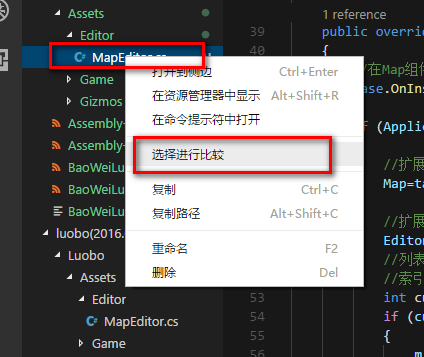 Assets
Editor
MapEditor.cs
Game
Gizmos
Assembly
Assembly
BaoWeiLu
BaoWeiLu
BaoWeiLu
luobo(2016.
Luobo
Assets
Editor
MapEditor.cs
Game
打开到侧边 Ctrl+Enter
在资源管理器中显示 Alt+Shift+R
在命令提示符中打开
选择进行比较
复制 Ctrl+C
复制路径 Alt+Shift+C
重命名 F2
删除 Del
1 reference
39 public overrid
40 {
/在Map组件
ase.OnIns
f (Applic
//扩展
Map=ta
//扩展
Editor
//列表
//索引
53 int cu
54 if (cu
55 {
56